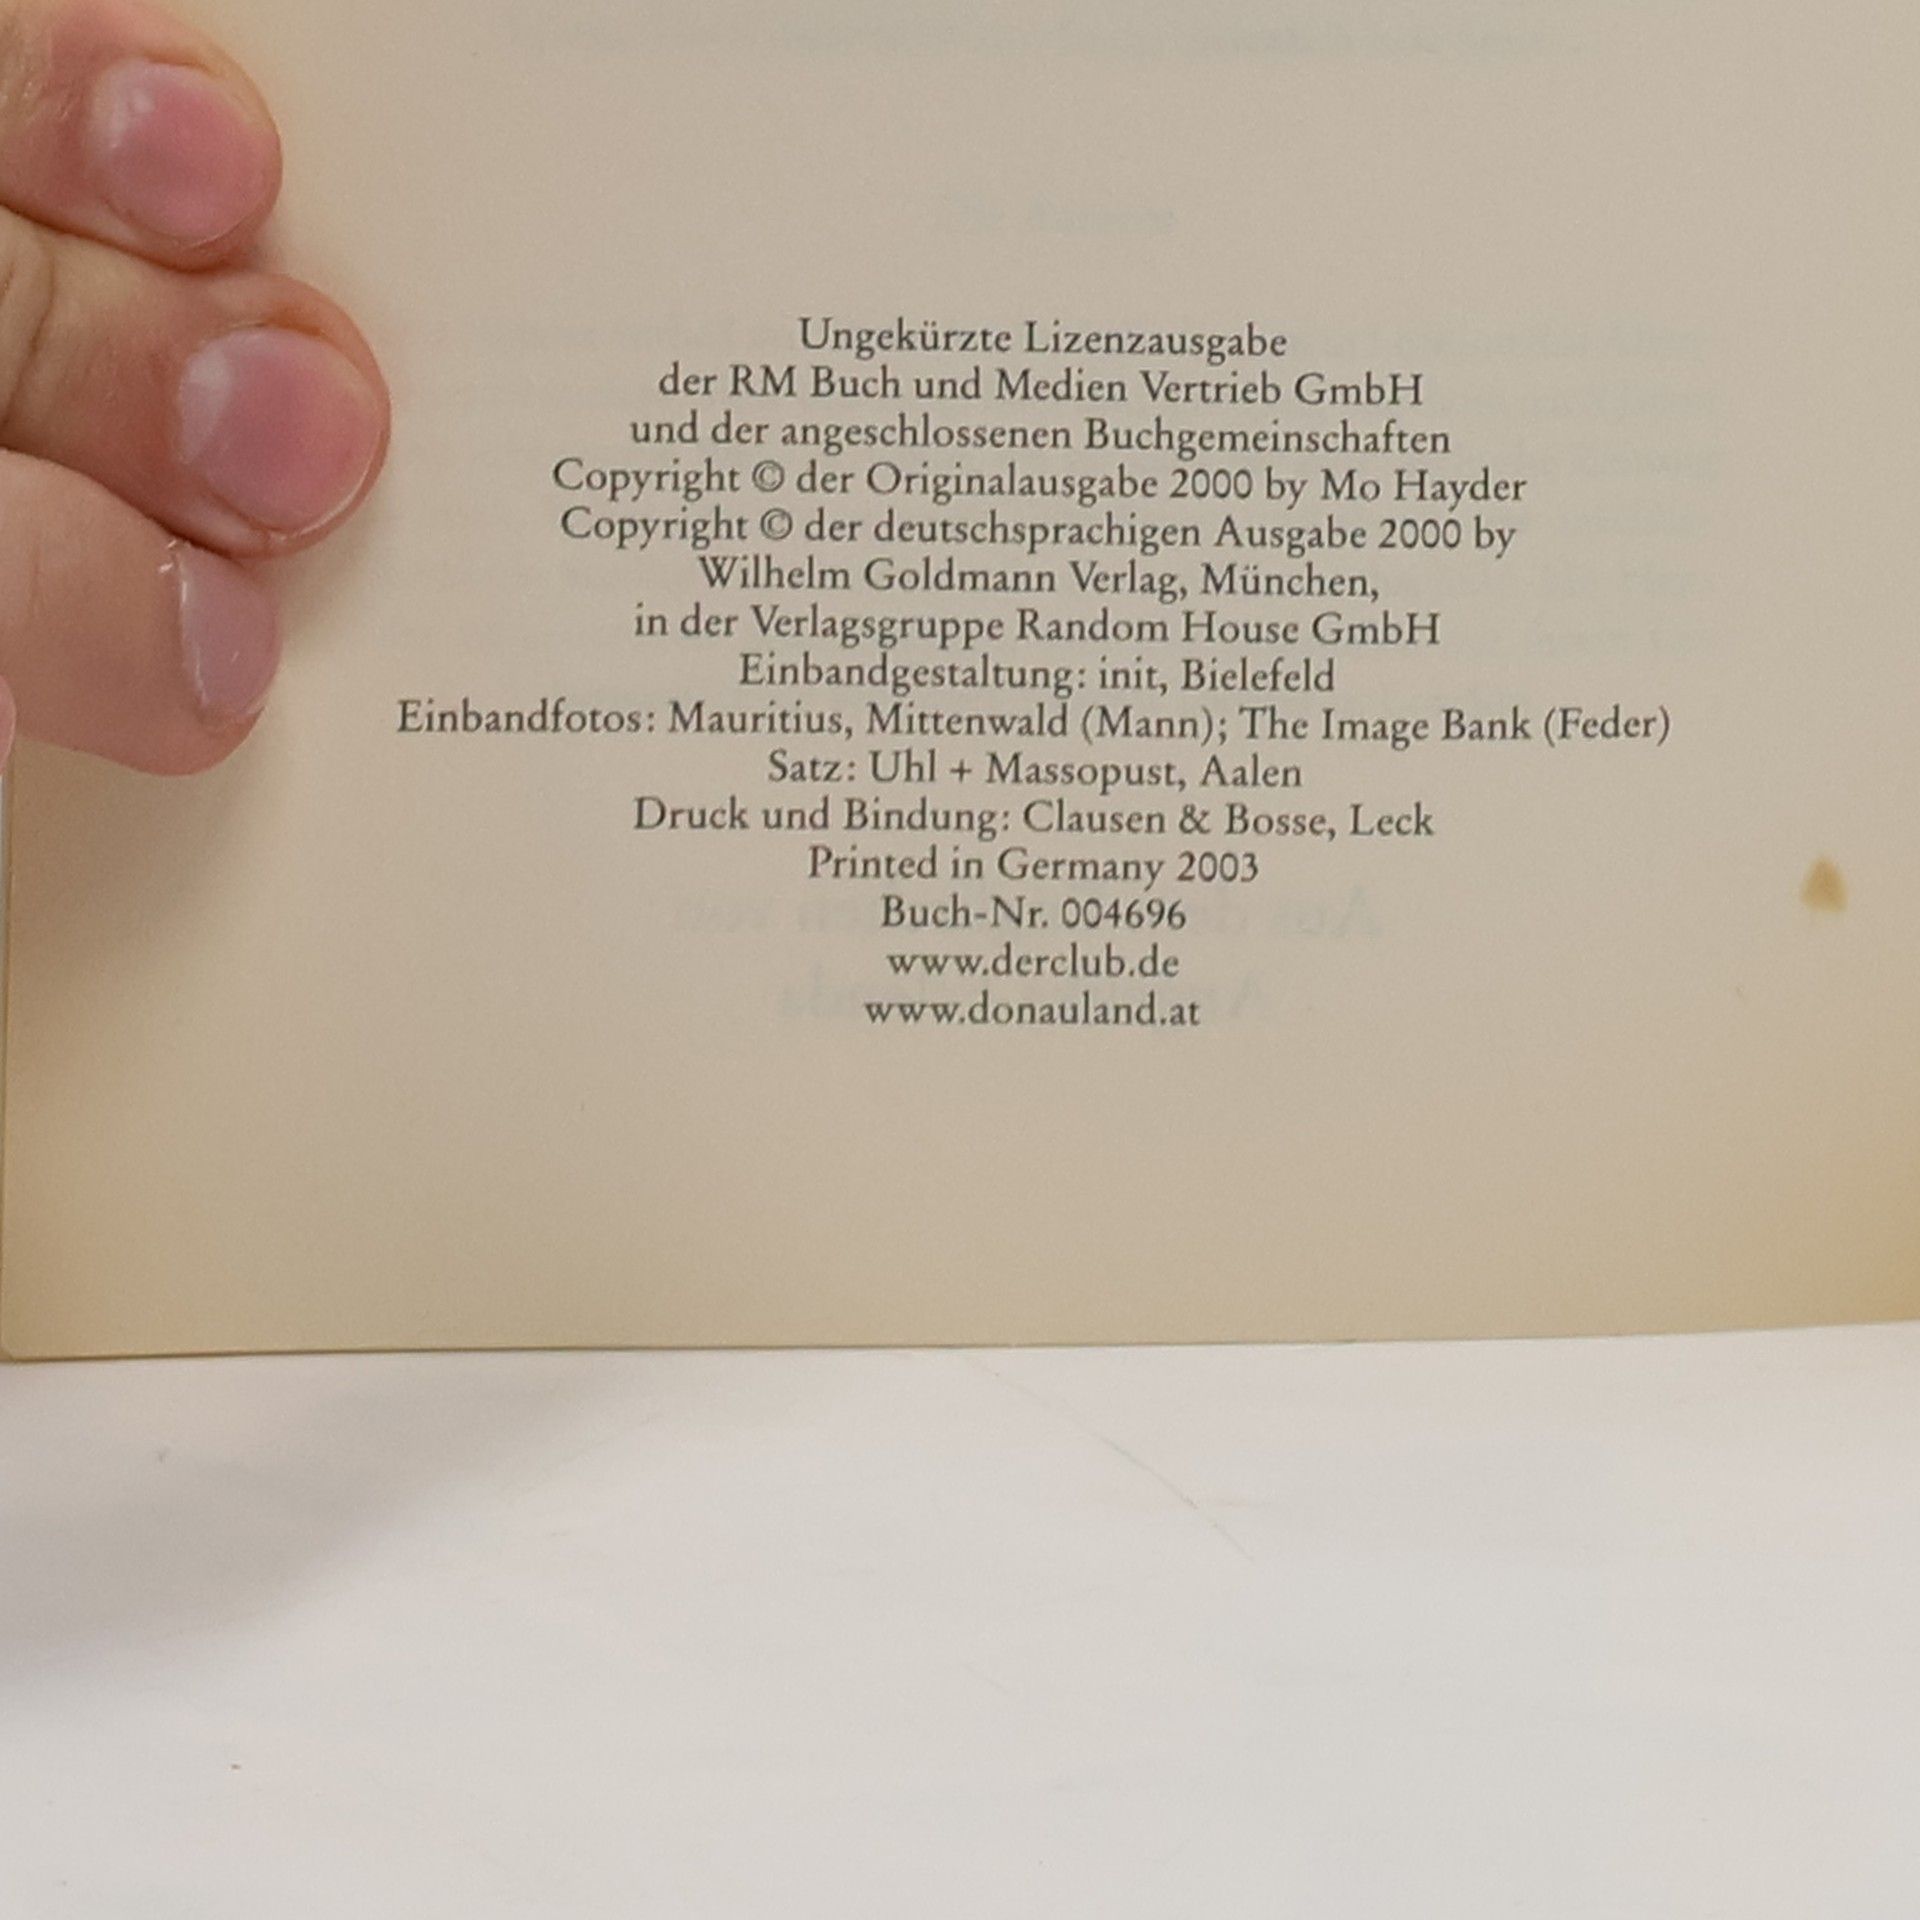 Ungekürzte Lizenzausgabe
der RM Buch und Medien Vertrieb GmbH
und der angeschlossenen Buchgemeinschaften
Copyright © der Originalausgabe 2000 by Mo Hayder
Copyright © der deutschsprachigen Ausgabe 2000 by
Wilhelm Goldmann Verlag, München,
in der Verlagsgruppe Random House GmbH
Einbandgestaltung: init, Bielefeld
Einbandfotos: Mauritius, Mittenwald (Mann); The Image Bank (Feder)
Satz: Uhl + Massopust, Aalen
Druck und Bindung: Clausen & Bosse, Leck
Printed in Germany 2003
Buch-Nr. 004696
www.derclub.de
www.donauland.at